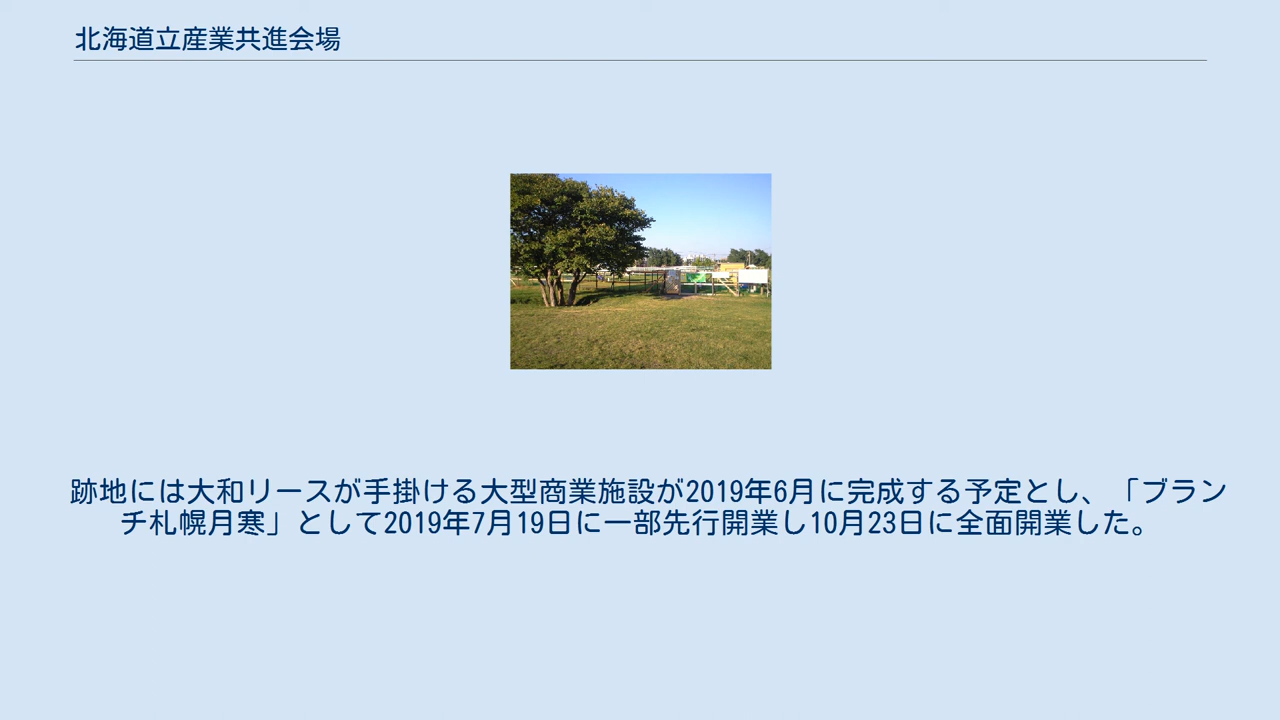 北海道立産業共進会場
跡地には大和リースが手掛ける大型商業施設が2019年6月に完成する予定とし、「ブラン
チ札幌月寒」として2019年7月19日に一部先行開業し10月23日に全面開業した。